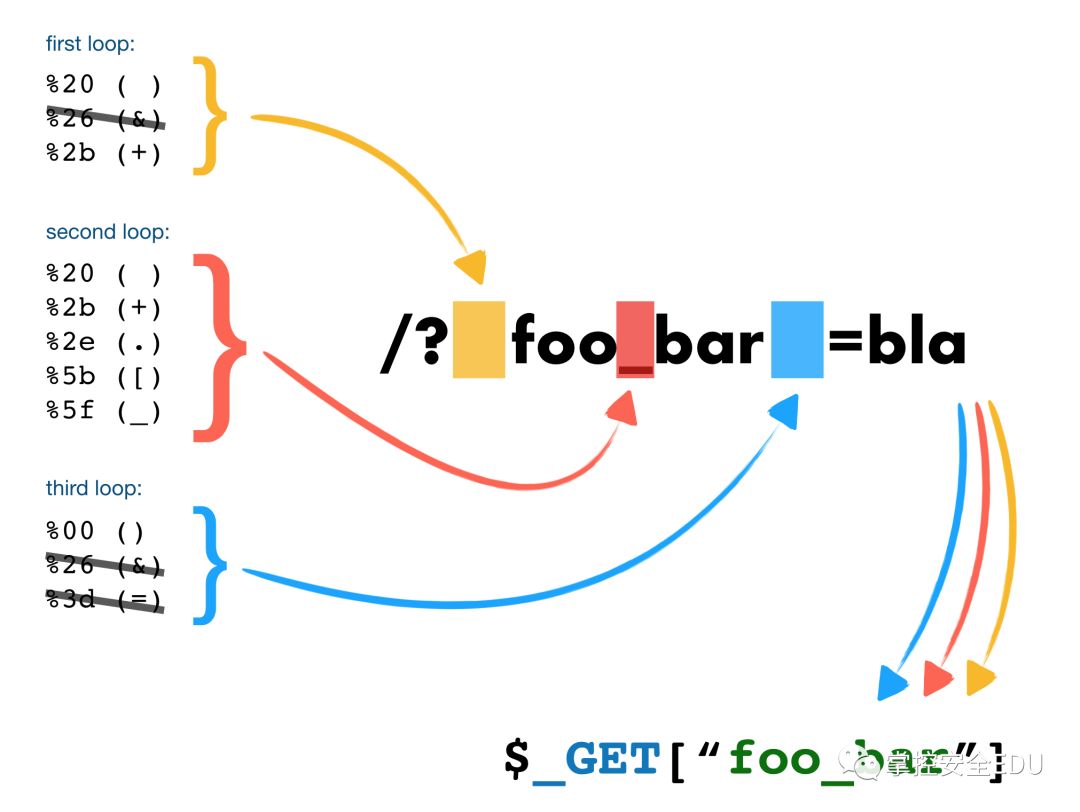 first loop:
%20 ( )
%26 (&)
%2b (+)
second loop:
%20 ( )
%2b (+)
%2e (.)
%5b ([)
%5f (_)
third loop:
%00 ()
%26 (&)
%3d (=)
/? foo_bar =bla
$_GET[“foo_bar”]
掌控安全EDU